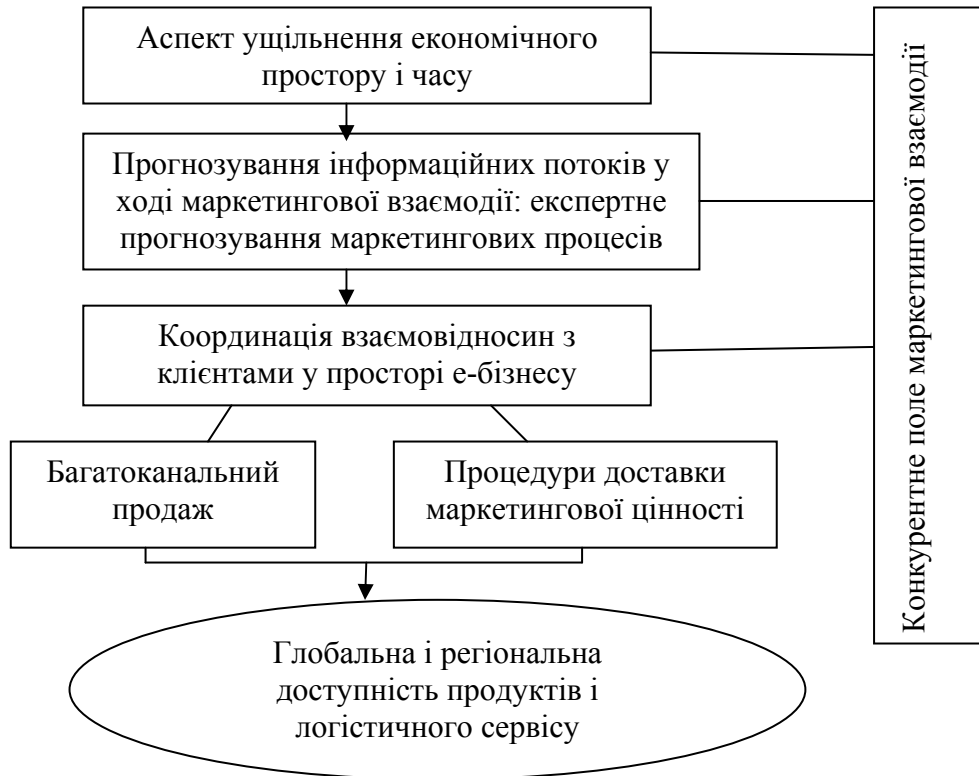 Аспект ущільнення економічного
простору і часу
Прогнозування інформаційних потоків у
ході маркетингової взаємодії: експертне
прогнозування маркетингових процесів
Координація взаємовідносин з
клієнтами у просторі е-бізнесу
Багатоканальний
продаж
Процедури доставки
маркетингової цінності
Глобальна і регіональна
доступність продуктів і
логістичного сервісу
Конкурентне поле маркетингової взаємодії